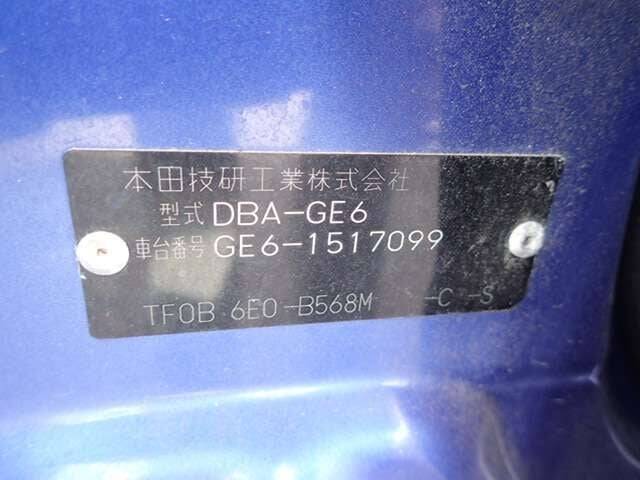 本田技研工業株式会社
型式 DBA-GE6
車台番号 GE6-1517099
TF0B 6E0-B568M -C -S